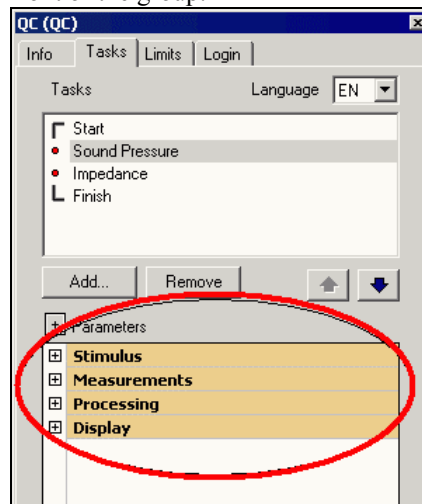 QC (QC)
Info Tasks Limits Login
Tasks Language EN
Start
Sound Pressure
Impedance
Finish
Add... Remove
Parameters
Stimulus
Measurements
Processing
Display